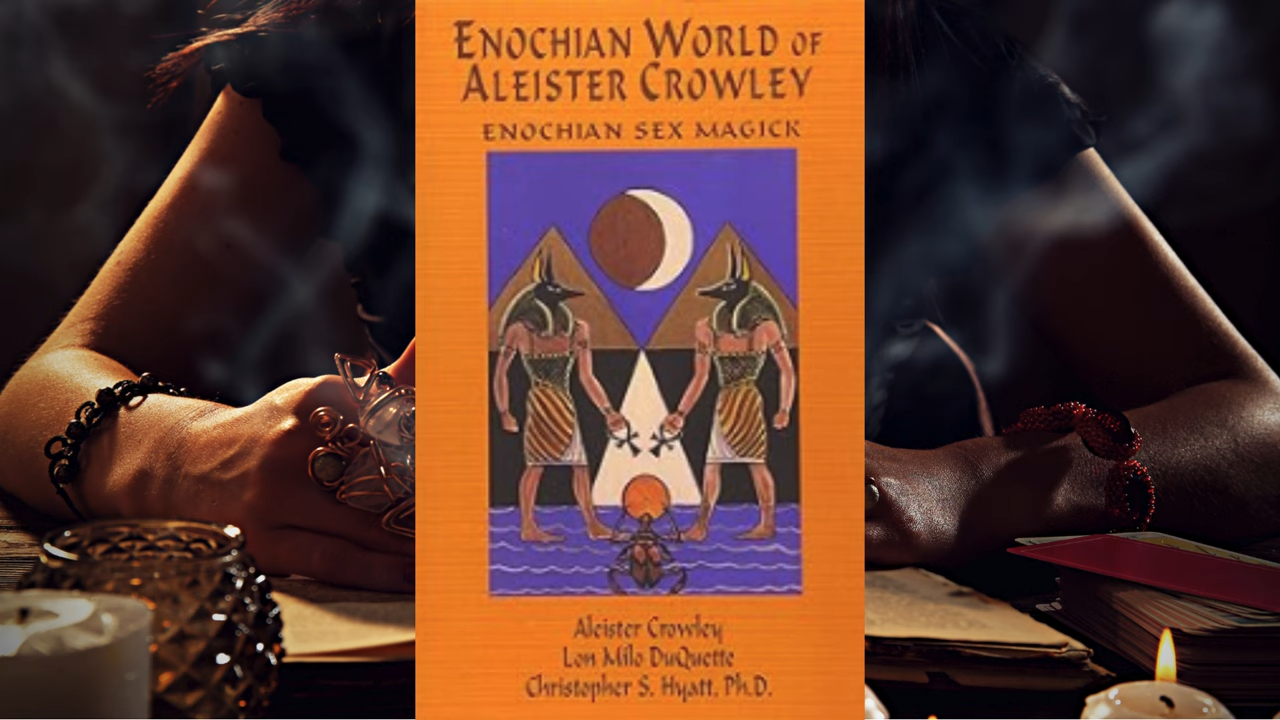 ENOCHIAN WORLD OF
ALEISTER CROWLEY
ENOCHIAN SEX MAGICK
Aleister Crowley
Lon Milo DuQuette
Christopher S. Hyatt, Ph.D.